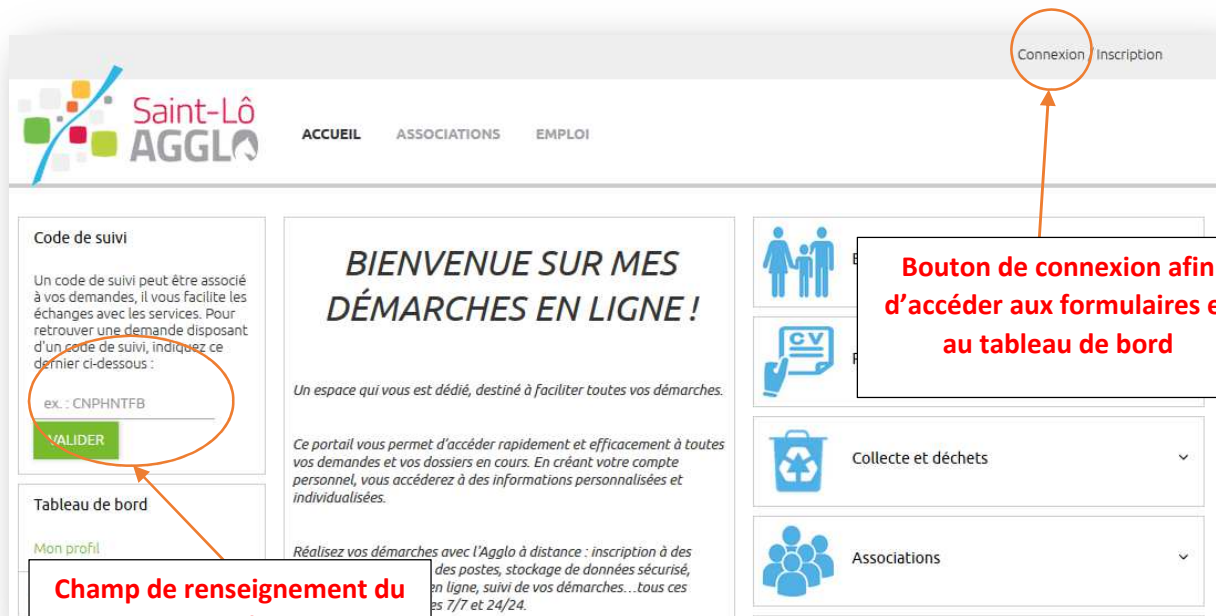 Connexion / Inscription
Saint-Lô
AGGLO
ACCUEIL ASSOCIATIONS EMPLOI
Code de suivi
Un code de suivi peut être associé
à vos demandes, il vous facilite les
échanges avec les services. Pour
retrouver une demande disposant
d'un code de suivi, indiquez ce
dernier ci-dessous :
ex. : CNPHNTFB
VALIDER
Tableau de bord
Mon profil
Champ de renseignement du
BIENVENUE SUR MES
DÉMARCHES EN LIGNE !
Un espace qui vous est dédié, destiné à faciliter toutes vos démarches.
Ce portail vous permet d'accéder rapidement et efficacement à toutes
vos demandes et vos dossiers en cours. En créant votre compte
personnel, vous accéderez à des informations personnalisées et
individualisées.
Réalisez vos démarches avec l'Agglo à distance : inscription à des
des postes, stockage de données sécurisé,
en ligne, suivi de vos démarches…tous ces
7/7 et 24/24.
Bouton de connexion afin
d'accéder aux formulaires
au tableau de bord
CV
Collecte et déchets
Associations